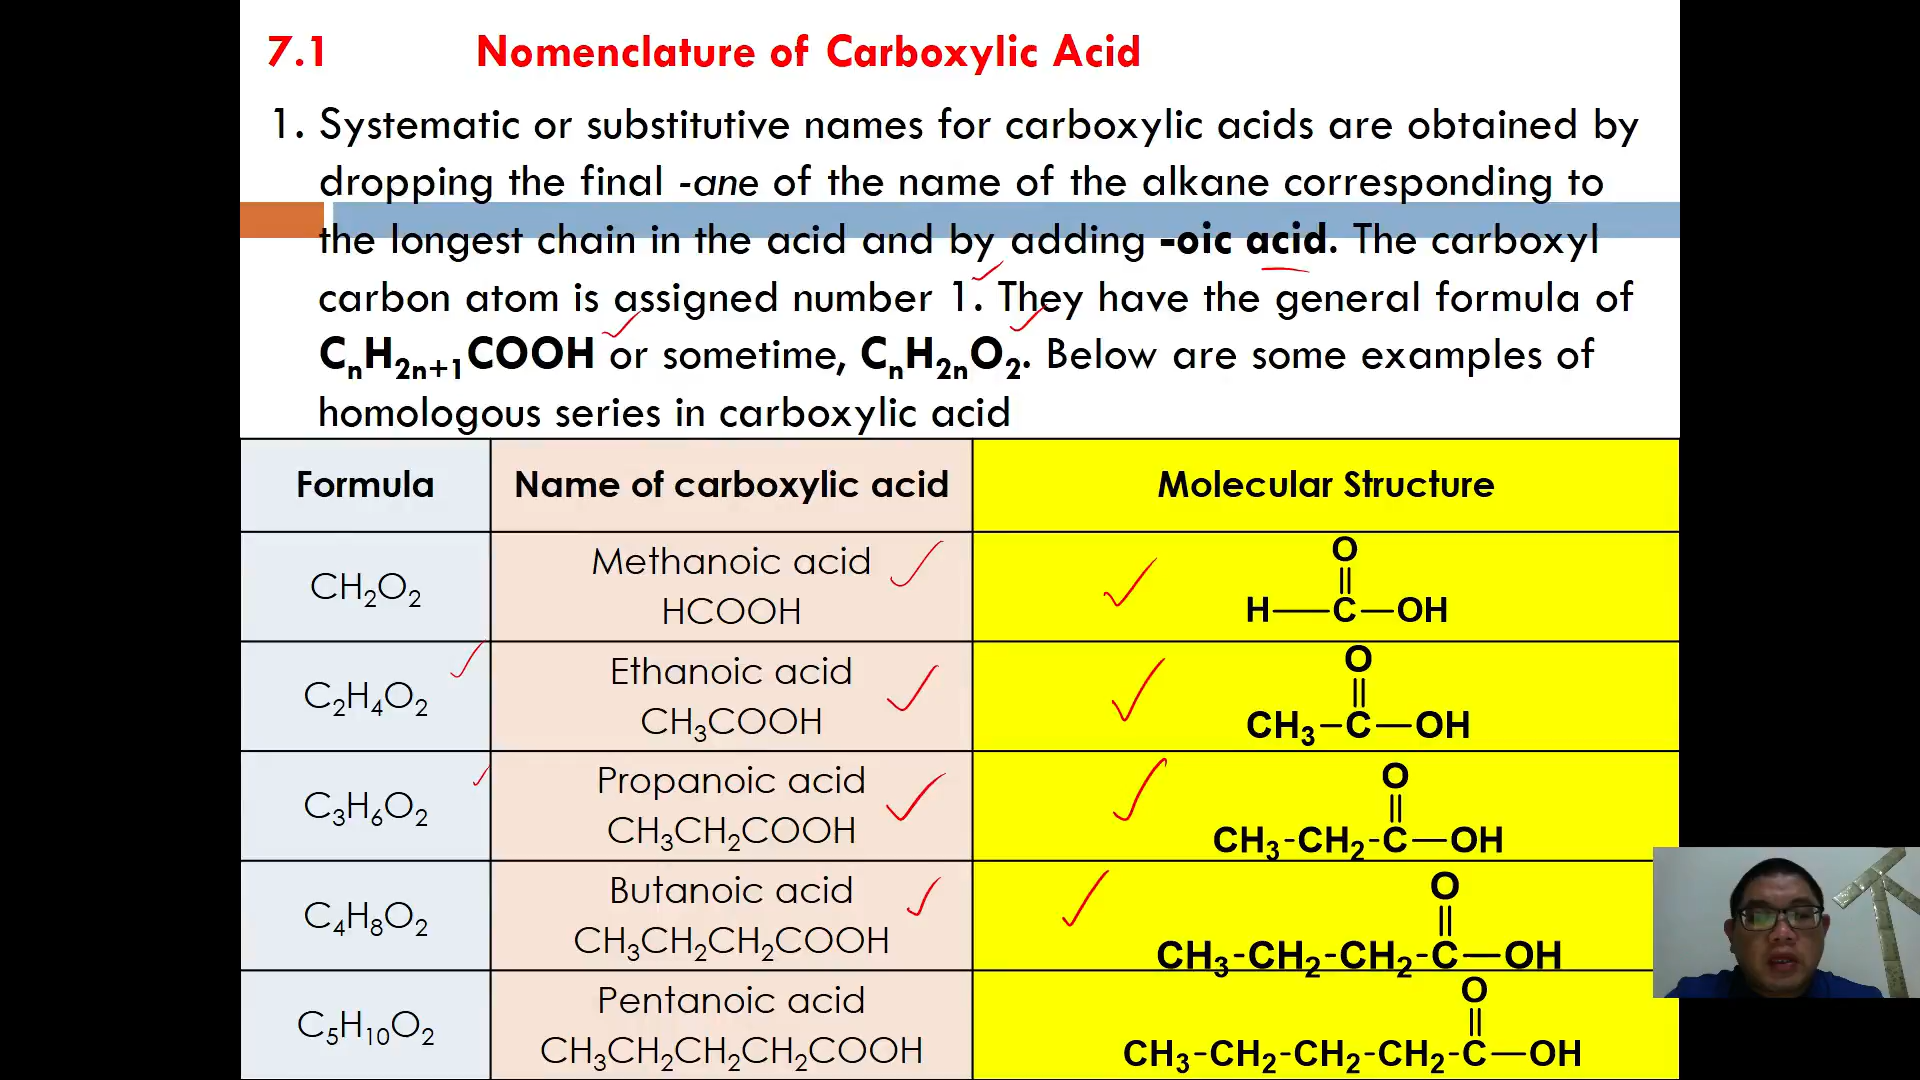 7.1 Nomenclature of Carboxylic Acid
1. Systematic or substitutive names for carboxylic acids are obtained by
dropping the final -ane of the name of the alkane corresponding to
the longest chain in the acid and by adding -oic acid. The carboxyl
carbon atom is assigned number 1. They have the general formula of
CₙH₂ₙ₊₁COOH or sometime, CₙH₂ₙO₂. Below are some examples of
homologous series in carboxylic acid
Formula Name of carboxylic acid Molecular Structure
CH₂O₂
Methanoic acid
HCOOH
O
H—C—OH
C₂H₄O₂
Ethanoic acid
CH₃COOH
O
CH₃–C—OH
C₃H₆O₂
Propanoic acid
CH₃CH₂COOH
O
CH₃-CH₂-C—OH
C₄H₈O₂
Butanoic acid
CH₃CH₂CH₂COOH
O
CH₃-CH₂-CH₂-C—OH
C₅H₁₀O₂
Pentanoic acid
CH₃CH₂CH₂CH₂COOH
O
CH₃-CH₂-CH₂-CH₂-C—OH